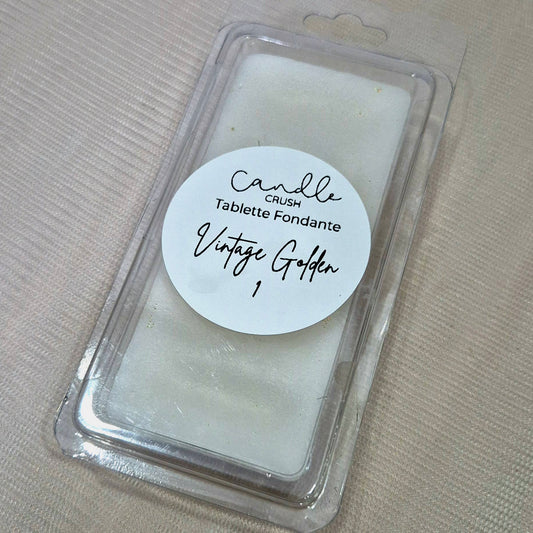 Candle
CRUSH
Tablette Fondante
Vintage Golden
1